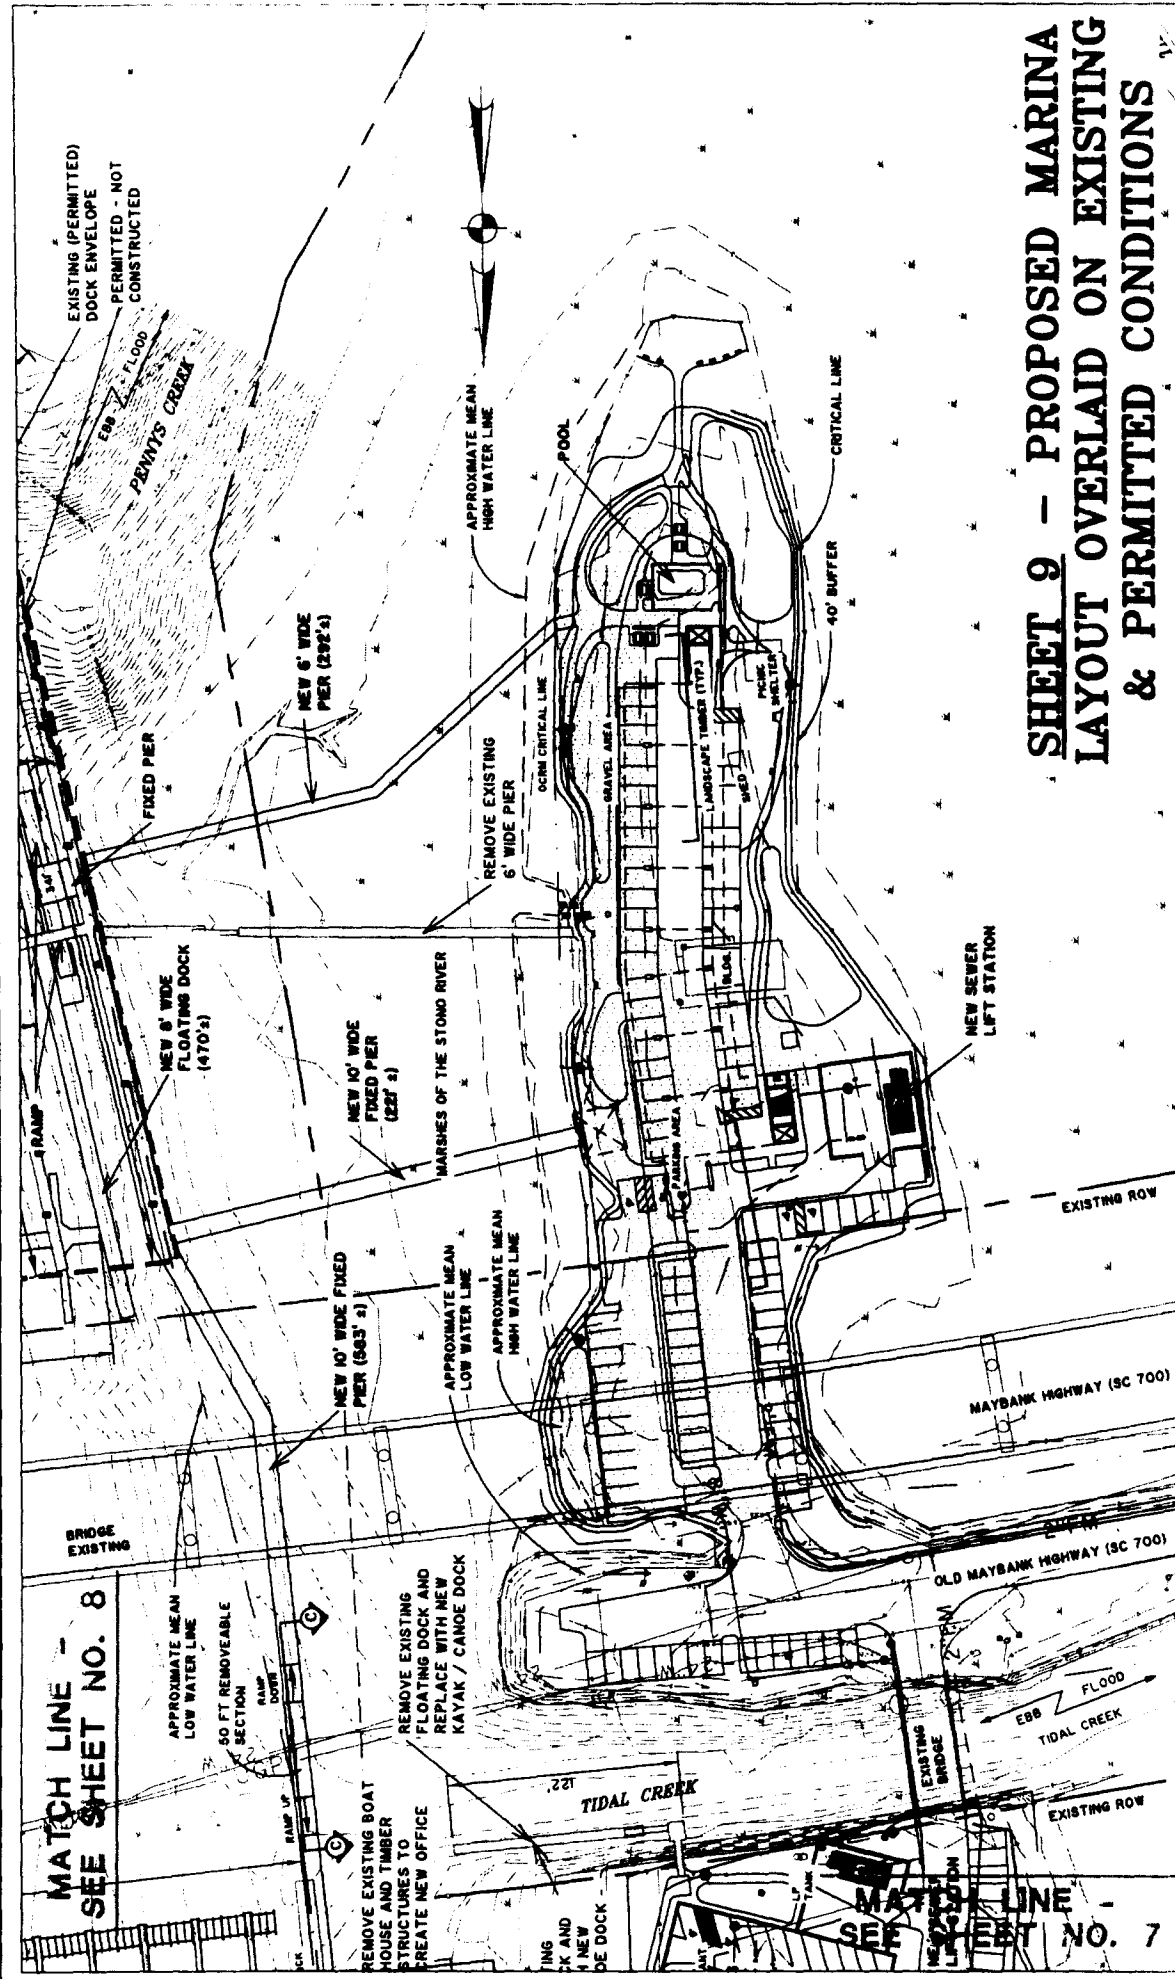 SHEET 9 - PROPOSED MARINA
LAYOUT OVERLAID ON EXISTING
& PERMITTED CONDITIONS
MATCH LINE -
SEE SHEET NO. 8
EXISTING (PERMITTED)
DOCK ENVELOPE
PERMITTED - NOT
CONSTRUCTED
EBB
FLOOD
PENNYS CREEK
FIXED PIER
341'
NEW 6' WIDE
PIER (292'±)
REMOVE EXISTING
6' WIDE PIER
RAMP
NEW 8' WIDE
FLOATING DOCK
(470'±)
NEW 10' WIDE
FIXED PIER
(221' ±)
MARSHES OF THE STONO RIVER
NEW 10' WIDE FIXED
PIER (583' ±)
APPROXIMATE MEAN
HIGH WATER LINE
POOL
OCRM CRITICAL LINE
GRAVEL AREA
LANDSCAPE TIMBER (TYP.)
SHED
PICNIC
SHELTER
CRITICAL LINE
40' BUFFER
BLDG.
PARKING AREA
NEW SEWER
LIFT STATION
EXISTING ROW
APPROXIMATE MEAN
LOW WATER LINE
APPROXIMATE MEAN
HIGH WATER LINE
MAYBANK HIGHWAY (SC 700)
OLD MAYBANK HIGHWAY (SC 700)
BRIDGE
EXISTING
APPROXIMATE MEAN
LOW WATER LINE
50 FT REMOVEABLE
SECTION
RAMP
DOWN
RAMP UP
C
C
REMOVE EXISTING
FLOATING DOCK AND
REPLACE WITH NEW
KAYAK / CANOE DOCK
REMOVE EXISTING BOAT
HOUSE AND TIMBER
STRUCTURES TO
CREATE NEW OFFICE
122'
TIDAL CREEK
EXISTING
BRIDGE
EBB
FLOOD
TIDAL CREEK
EXISTING ROW
LP
TANK
MATCH LINE -
SEE SHEET NO. 7